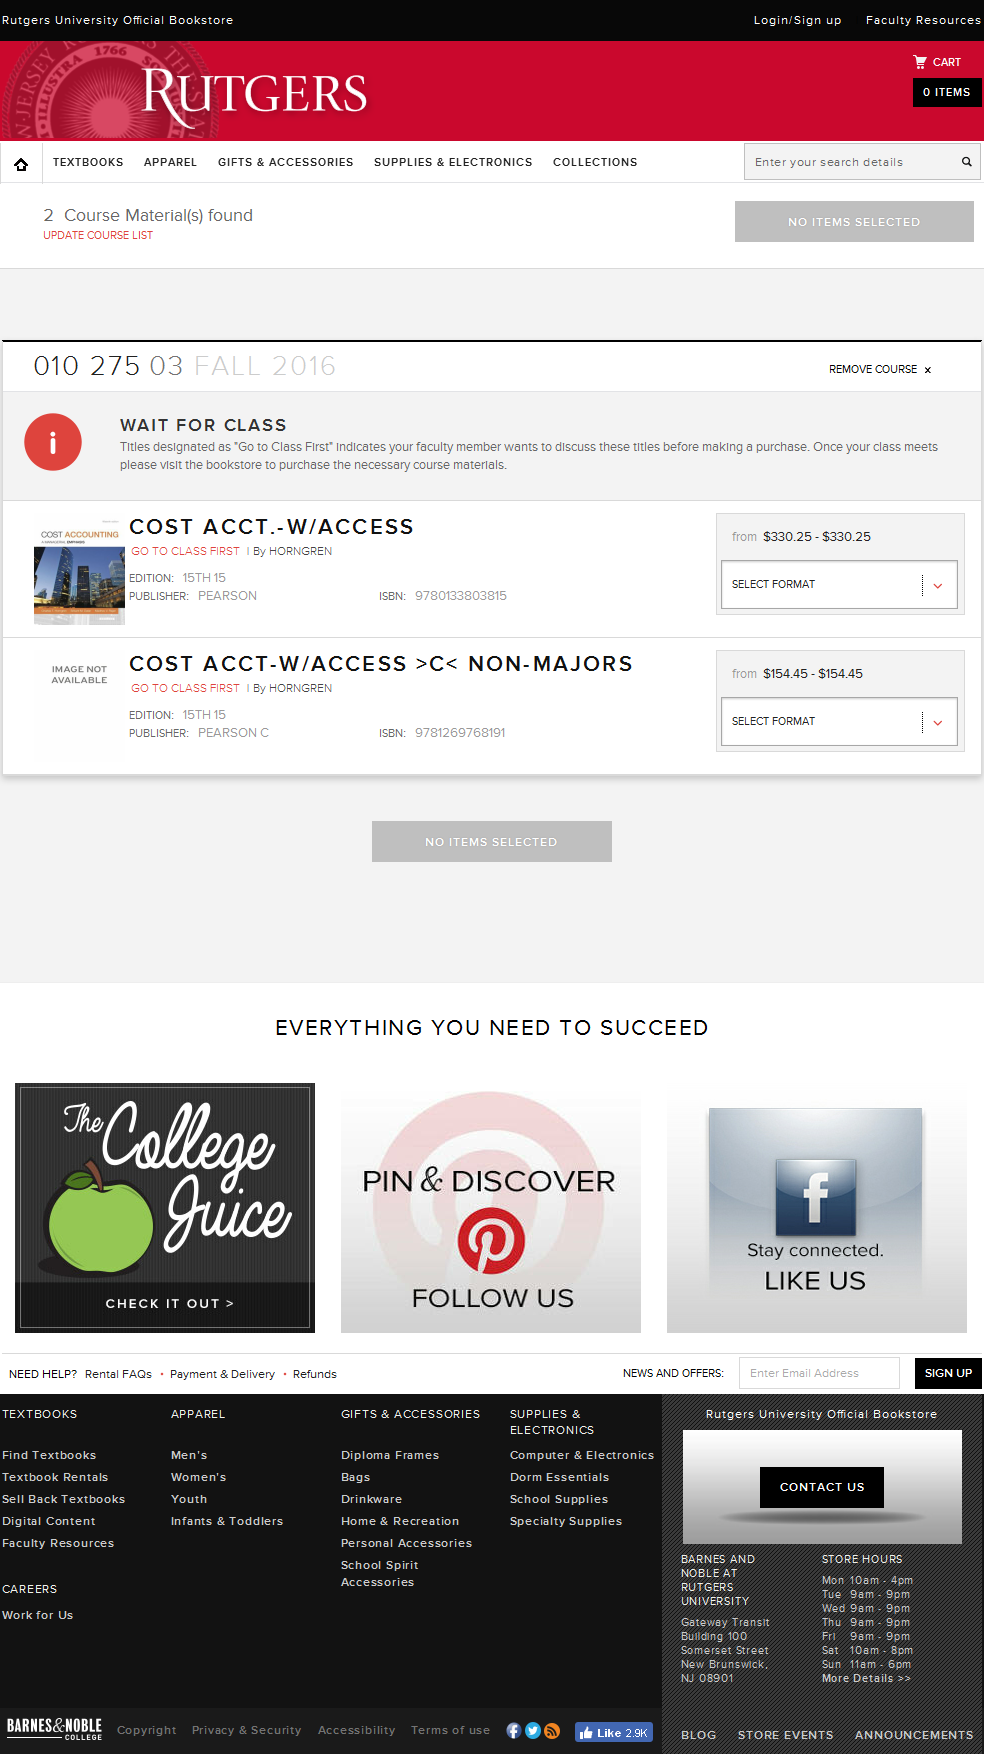 Rutgers University Official Bookstore
Login/Sign up Faculty Resources
1766
RUTGERS
CART
0 ITEMS
TEXTBOOKS APPAREL GIFTS & ACCESSORIES SUPPLIES & ELECTRONICS COLLECTIONS
Enter your search details
2 Course Material(s) found
UPDATE COURSE LIST
NO ITEMS SELECTED
010 275 03 FALL 2016
REMOVE COURSE x
WAIT FOR CLASS
Titles designated as "Go to Class First" indicates your faculty member wants to discuss these titles before making a purchase. Once your class meets
please visit the bookstore to purchase the necessary course materials.
COST ACCOUNTING
COST ACCT.-W/ACCESS
GO TO CLASS FIRST | By HORNGREN
EDITION: 15TH 15
PUBLISHER: PEARSON ISBN: 9780133803815
from $330.25 - $330.25
SELECT FORMAT
IMAGE NOT
AVAILABLE
COST ACCT-W/ACCESS >C< NON-MAJORS
GO TO CLASS FIRST | By HORNGREN
EDITION: 15TH 15
PUBLISHER: PEARSON C ISBN: 9781269768191
from $154.45 - $154.45
SELECT FORMAT
NO ITEMS SELECTED
EVERYTHING YOU NEED TO SUCCEED
The College
Juice
CHECK IT OUT >
PIN & DISCOVER
FOLLOW US
Stay connected.
LIKE US
NEED HELP? Rental FAQs • Payment & Delivery • Refunds
NEWS AND OFFERS: Enter Email Address SIGN UP
TEXTBOOKS
Find Textbooks
Textbook Rentals
Sell Back Textbooks
Digital Content
Faculty Resources
CAREERS
Work for Us
APPAREL
Men's
Women's
Youth
Infants & Toddlers
GIFTS & ACCESSORIES
Diploma Frames
Bags
Drinkware
Home & Recreation
Personal Accessories
School Spirit
Accessories
SUPPLIES &
ELECTRONICS
Computer & Electronics
Dorm Essentials
School Supplies
Specialty Supplies
Rutgers University Official Bookstore
CONTACT US
BARNES AND
NOBLE AT
RUTGERS
UNIVERSITY
Gateway Transit
Building 100
Somerset Street
New Brunswick,
NJ 08901
STORE HOURS
Mon 10am - 4pm
Tue 9am - 9pm
Wed 9am - 9pm
Thu 9am - 9pm
Fri 9am - 9pm
Sat 10am - 8pm
Sun 11am - 6pm
More Details >>
BARNES&NOBLE
COLLEGE
Copyright Privacy & Security Accessibility Terms of use
Like 2.9K
BLOG STORE EVENTS ANNOUNCEMENTS